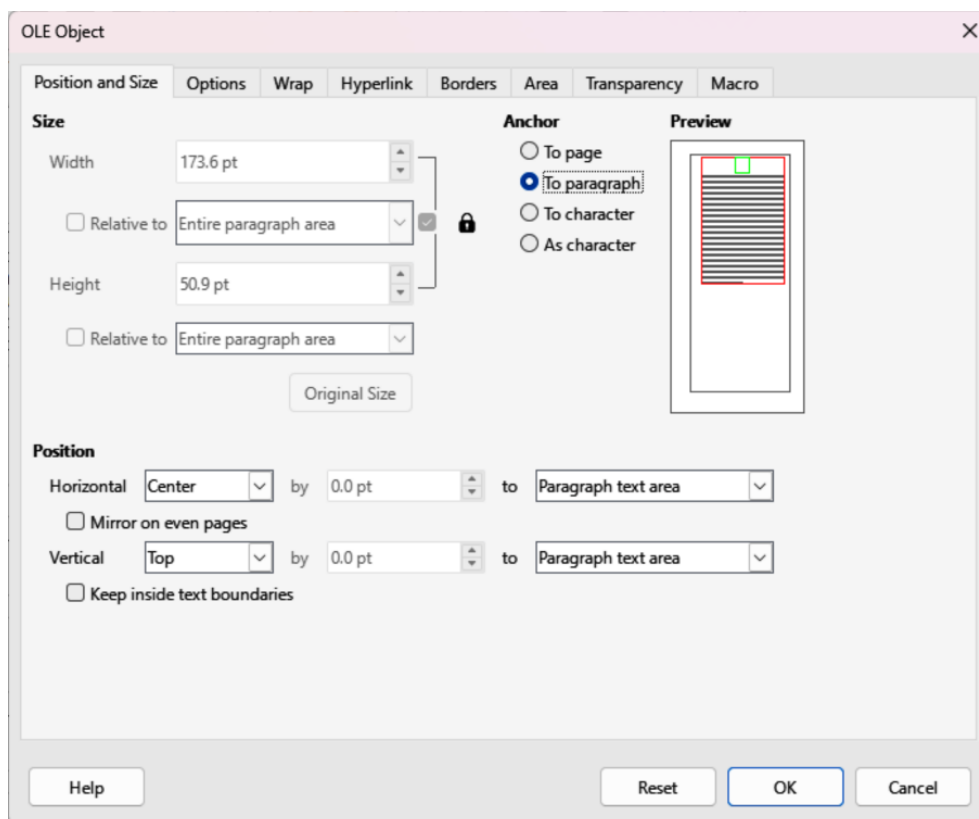 OLE Object
Position and Size Options Wrap Hyperlink Borders Area Transparency Macro
Size
Width 173.6 pt
Relative to Entire paragraph area
Height 50.9 pt
Relative to Entire paragraph area
Original Size
Anchor
To page
To paragraph
To character
As character
Preview
Position
Horizontal Center by 0.0 pt to Paragraph text area
Mirror on even pages
Vertical Top by 0.0 pt to Paragraph text area
Keep inside text boundaries
Help Reset OK Cancel